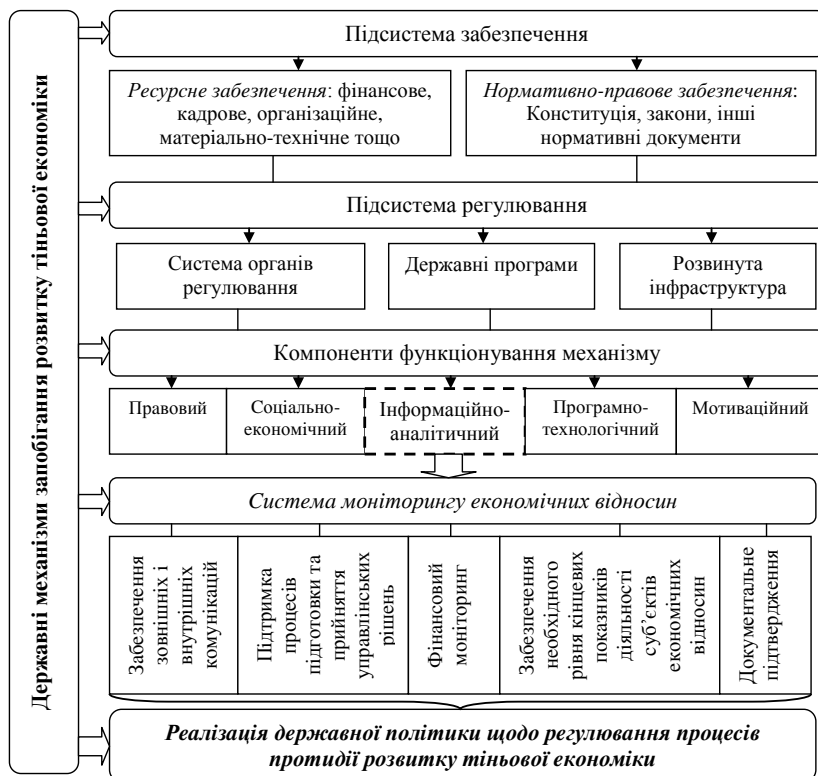 Державні механізми запобігання розвитку тіньової економіки
Підсистема забезпечення
Ресурсне забезпечення: фінансове,
кадрове, організаційне,
матеріально-технічне тощо
Нормативно-правове забезпечення:
Конституція, закони, інші
нормативні документи
Підсистема регулювання
Система органів
регулювання
Державні програми
Розвинута
інфраструктура
Компоненти функціонування механізму
Правовий
Соціально-
економічний
Інформаційно-
аналітичний
Програмно-
технологічний
Мотиваційний
Система моніторингу економічних відносин
Забезпечення
зовнішніх і
внутрішніх
комунікацій
Підтримка
процесів
підготовки та
прийняття
управлінських
рішень
Фінансовий
моніторинг
Забезпечення
необхідного
рівня кінцевих
показників
діяльності
суб’єктів
економічних
відносин
Документальне
підтвердження
Реалізація державної політики щодо регулювання процесів
протидії розвитку тіньової економіки